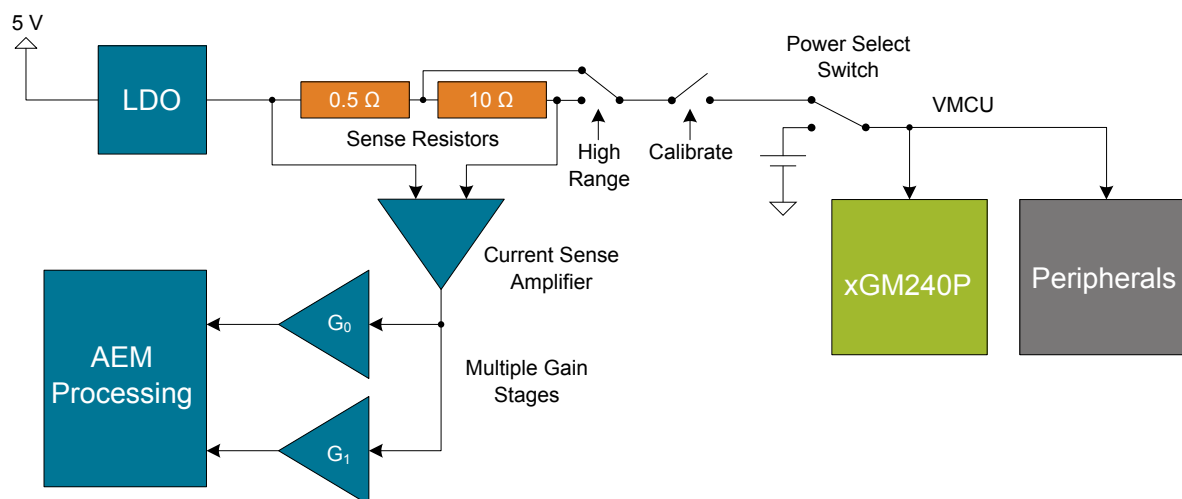 5 V
LDO
0.5 Ω
10 Ω
Sense Resistors
High
Range
Calibrate
Power Select
Switch
VMCU
Current Sense
Amplifier
xGM240P
Peripherals
AEM
Processing
G0
Multiple Gain
Stages
G1